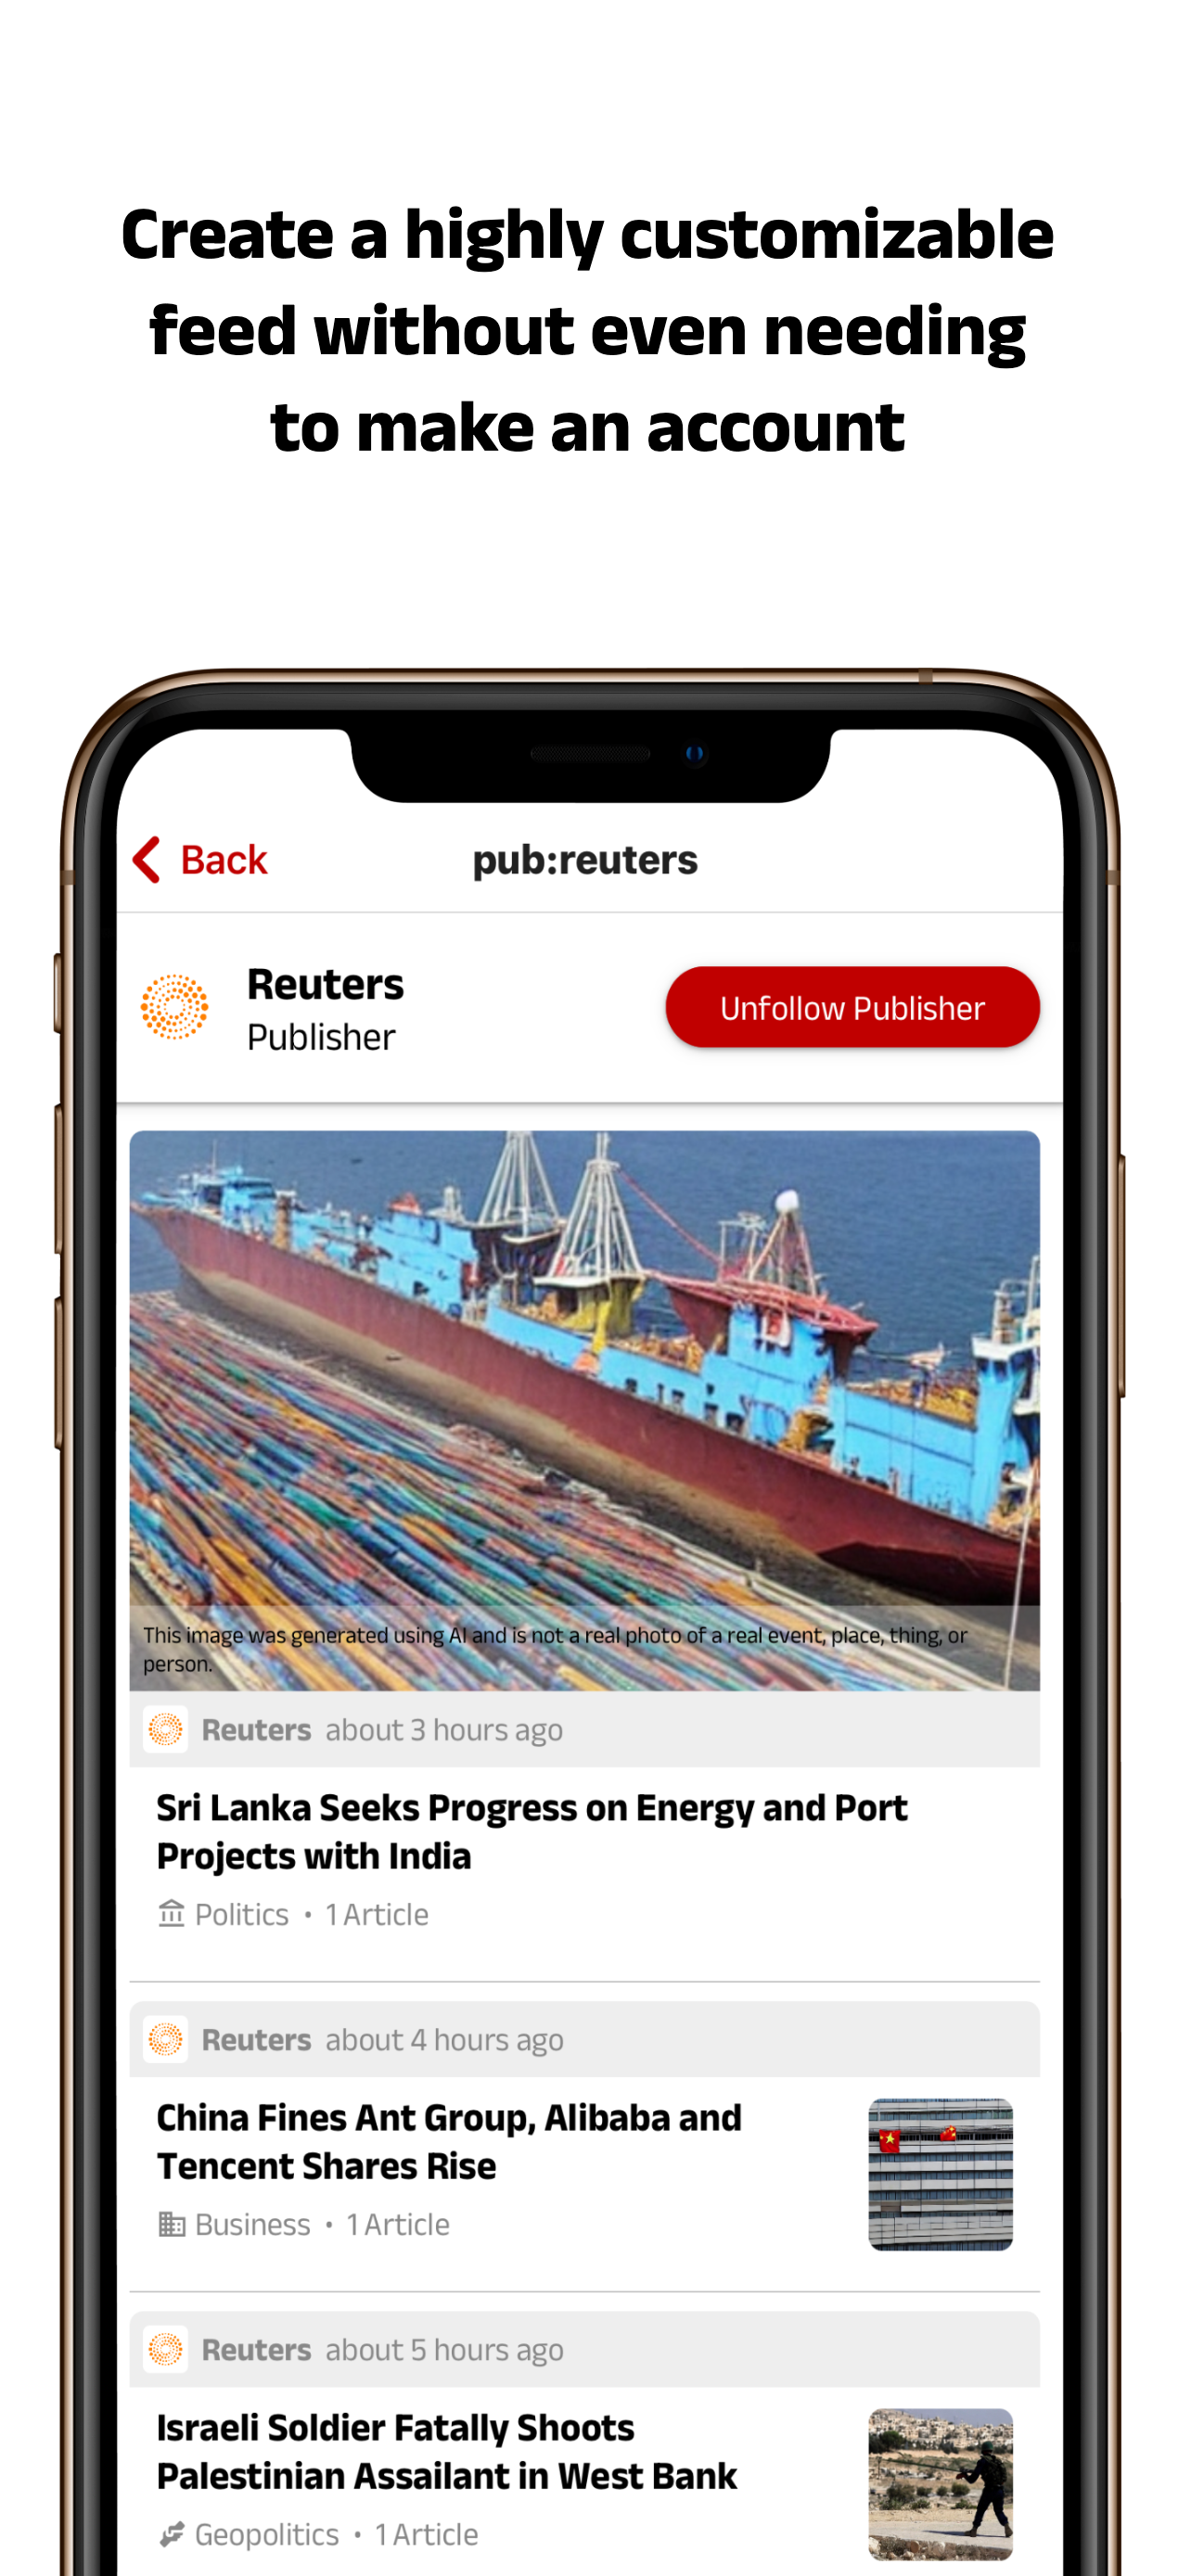 Create a highly customizable
feed without even needing
to make an account
Back
pub:reuters
Reuters
Publisher
Unfollow Publisher
This image was generated using AI and is not a real photo of a real event, place, thing, or
person.
Reuters about 3 hours ago
Sri Lanka Seeks Progress on Energy and Port
Projects with India
Politics • 1 Article
Reuters about 4 hours ago
China Fines Ant Group, Alibaba and
Tencent Shares Rise
Business • 1 Article
Reuters about 5 hours ago
Israeli Soldier Fatally Shoots
Palestinian Assailant in West Bank
Geopolitics • 1 Article